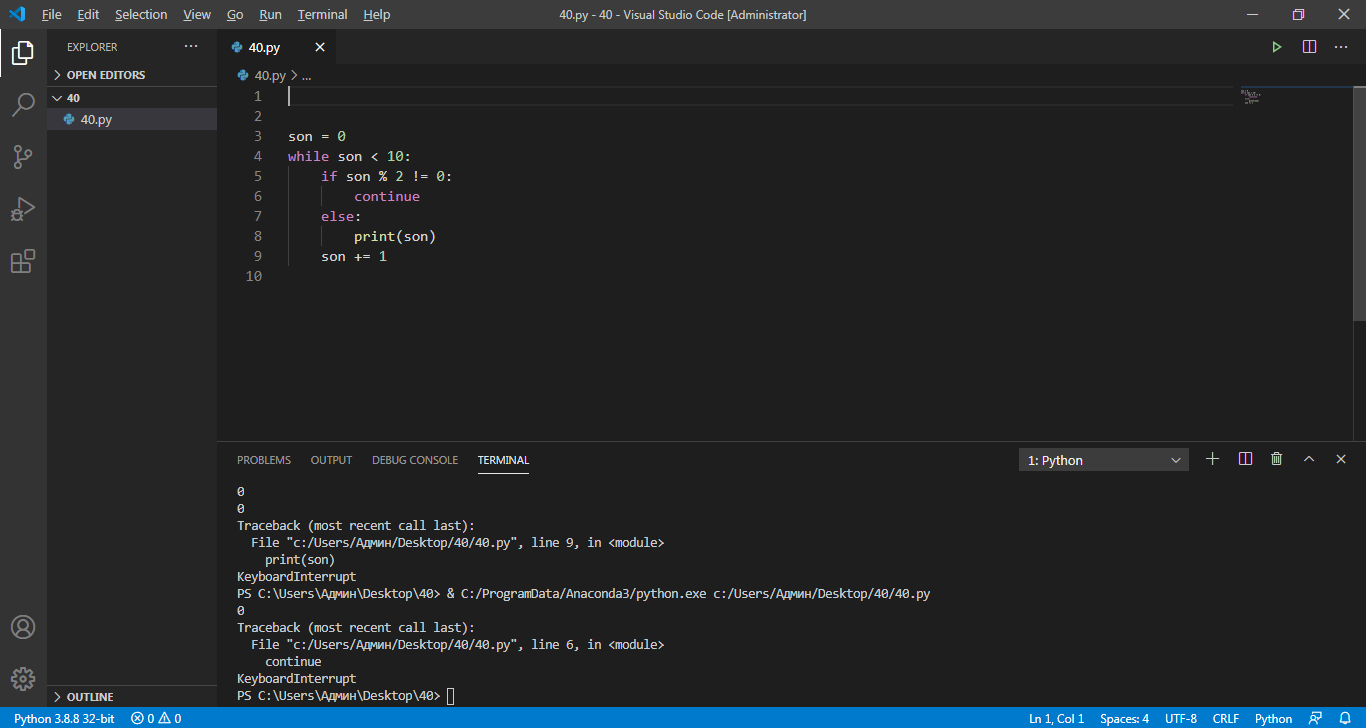 File Edit Selection View Go Run Terminal Help 40.py - 40 - Visual Studio Code [Administrator]
EXPLORER ···
OPEN EDITORS
40
40.py
OUTLINE
40.py
40.py > ...
1
2
3 son = 0
4 while son < 10:
5     if son % 2 != 0:
6         continue
7     else:
8         print(son)
9     son += 1
10
PROBLEMS OUTPUT DEBUG CONSOLE TERMINAL 1: Python
0
0
Traceback (most recent call last):
  File "c:/Users/Админ/Desktop/40/40.py", line 9, in <module>
    print(son)
KeyboardInterrupt
PS C:\Users\Админ\Desktop\40> & C:/ProgramData/Anaconda3/python.exe c:/Users/Админ/Desktop/40/40.py
0
Traceback (most recent call last):
  File "c:/Users/Админ/Desktop/40/40.py", line 6, in <module>
    continue
KeyboardInterrupt
PS C:\Users\Админ\Desktop\40>
Python 3.8.8 32-bit 0 0 Ln 1, Col 1 Spaces: 4 UTF-8 CRLF Python